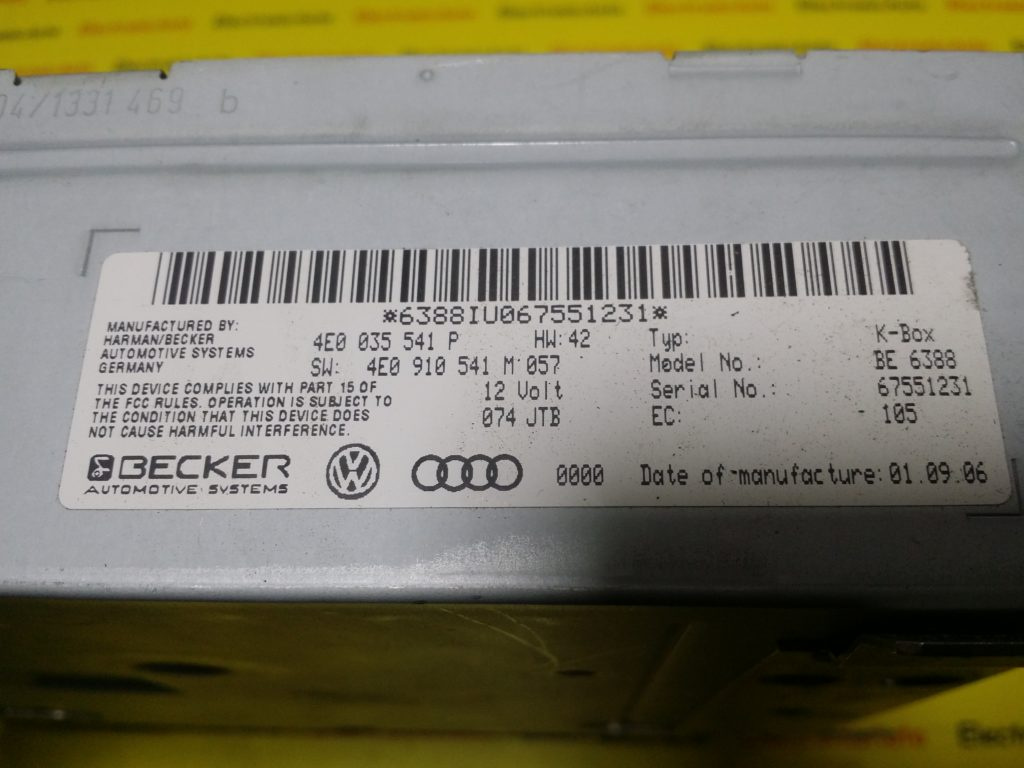 04/1331 469 b
*6388IU067551231*
MANUFACTURED BY:
HARMAN/BECKER
AUTOMOTIVE SYSTEMS
GERMANY
4E0 035 541 P HW: 42
SW: 4E0 910 541 M 057
12 Volt
074 JTB
THIS DEVICE COMPLIES WITH PART 15 OF
THE FCC RULES. OPERATION IS SUBJECT TO
THE CONDITION THAT THIS DEVICE DOES
NOT CAUSE HARMFUL INTERFERENCE.
Typ: K-Box
Model No.: BE 6388
Serial No.: 67551231
EC: 105
BECKER
AUTOMOTIVE SYSTEMS
VW
0000 Date of manufacture: 01.09.06